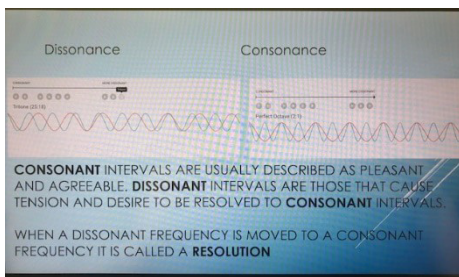 Dissonance
Consonance
Tritone (25:18)
Perfect Octave (2:1)
CONSONANT INTERVALS ARE USUALLY DESCRIBED AS PLEASANT
AND AGREEABLE. DISSONANT INTERVALS ARE THOSE THAT CAUSE
TENSION AND DESIRE TO BE RESOLVED TO CONSONANT INTERVALS.
WHEN A DISSONANT FREQUENCY IS MOVED TO A CONSONANT
FREQUENCY IT IS CALLED A RESOLUTION